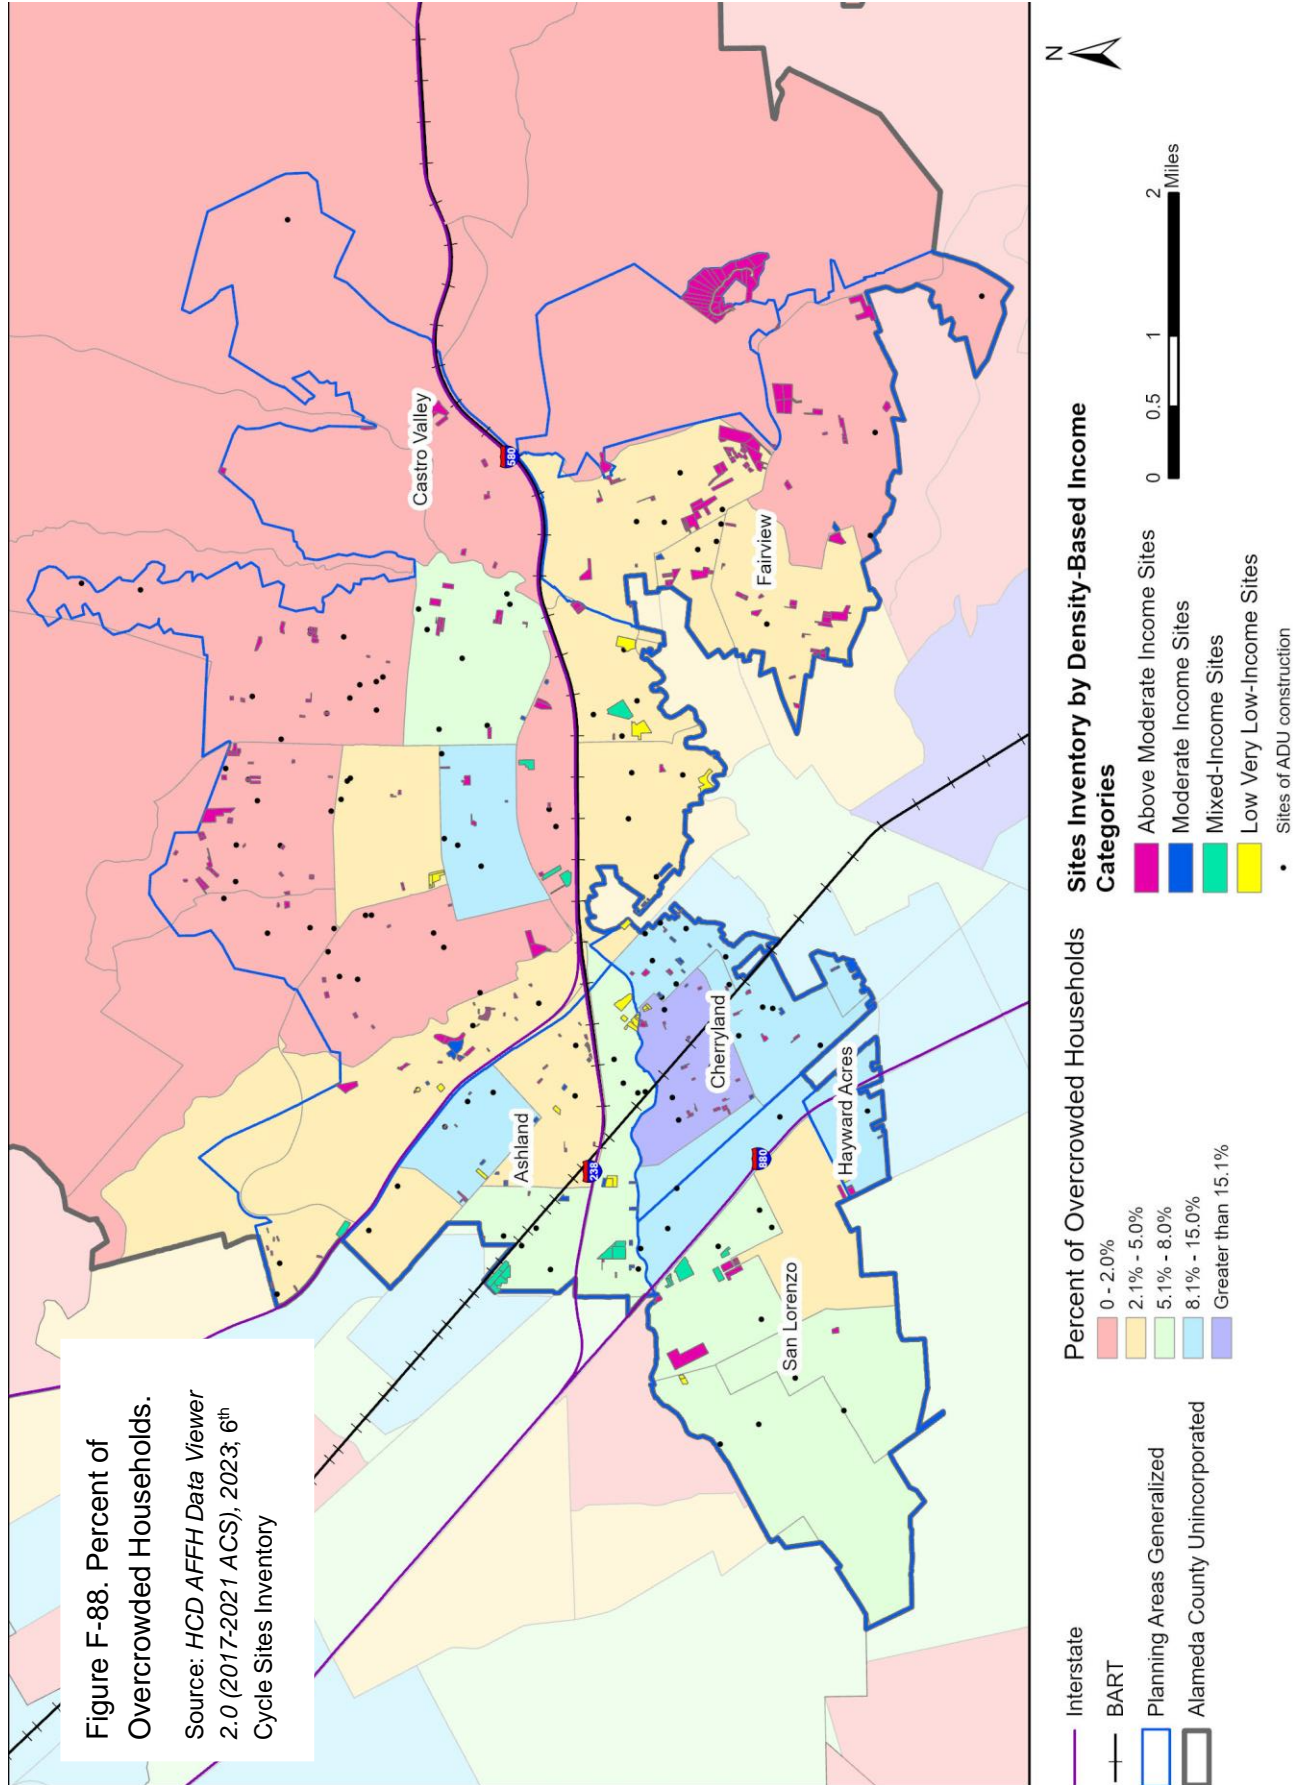 Figure F-88. Percent of
Overcrowded Households.
Source: HCD AFFH Data Viewer
2.0 (2017-2021 ACS), 2023; 6th
Cycle Sites Inventory
Castro Valley
580
Fairview
Ashland
238
Cherryland
880
Hayward Acres
San Lorenzo
Interstate
BART
Planning Areas Generalized
Alameda County Unincorporated
Percent of Overcrowded Households
0 - 2.0%
2.1% - 5.0%
5.1% - 8.0%
8.1% - 15.0%
Greater than 15.1%
Sites Inventory by Density-Based Income
Categories
Above Moderate Income Sites
Moderate Income Sites
Mixed-Income Sites
Low Very Low-Income Sites
Sites of ADU construction
0 0.5 1 2
Miles
N